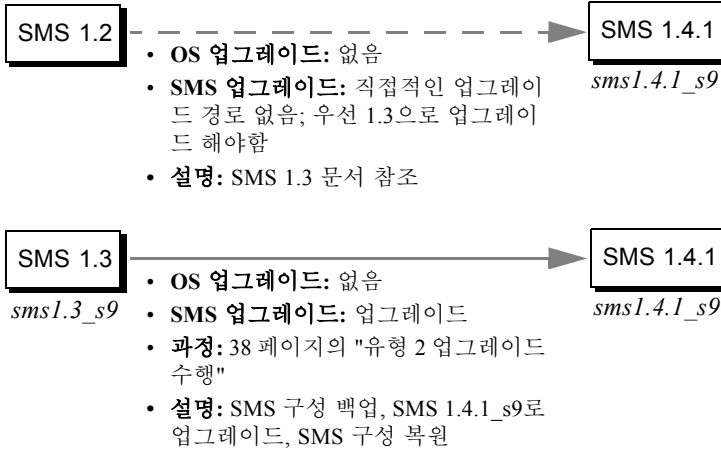 SMS 1.2
SMS 1.4.1
sms1.4.1_s9
• OS 업그레이드: 없음
• SMS 업그레이드: 직접적인 업그레이
드 경로 없음; 우선 1.3으로 업그레이
드 해야함
• 설명: SMS 1.3 문서 참조
SMS 1.3
sms1.3_s9
SMS 1.4.1
sms1.4.1_s9
• OS 업그레이드: 없음
• SMS 업그레이드: 업그레이드
• 과정: 38 페이지의 "유형 2 업그레이드
수행"
• 설명: SMS 구성 백업, SMS 1.4.1_s9로
업그레이드, SMS 구성 복원